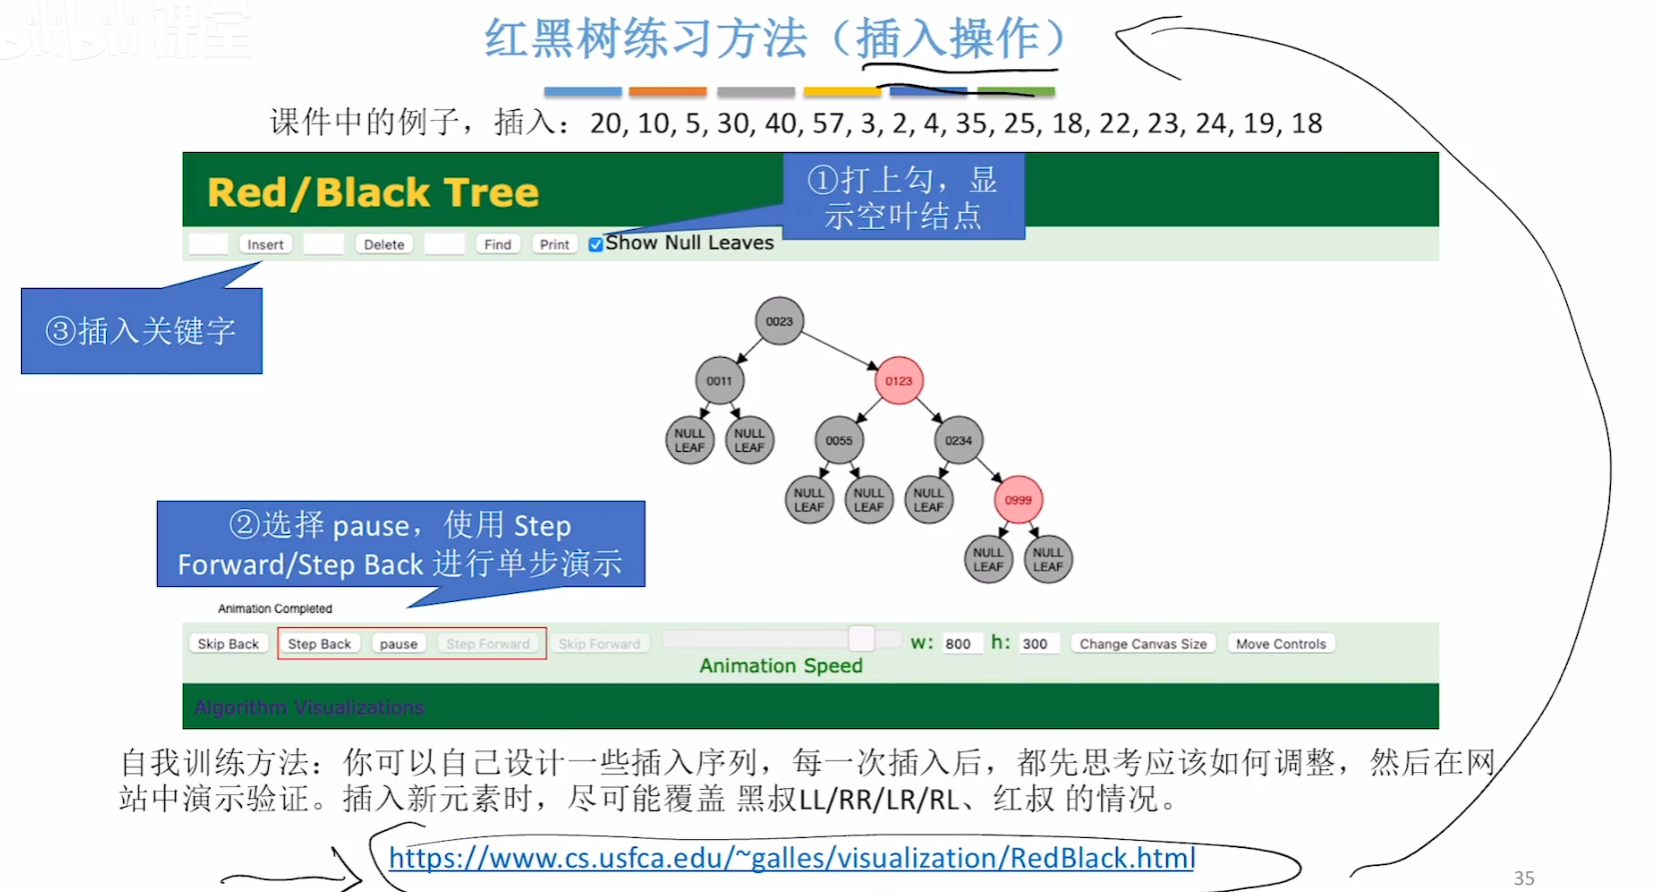 课堂
红黑树练习方法（插入操作）
课件中的例子，插入：20, 10, 5, 30, 40, 57, 3, 2, 4, 35, 25, 18, 22, 23, 24, 19, 18
Red/Black Tree
①打上勾，显
示空叶结点
Insert Delete Find Print Show Null Leaves
③插入关键字
0023
0011
0123
NULL LEAF
NULL LEAF
0055
0234
NULL LEAF
NULL LEAF
NULL LEAF
0999
NULL LEAF
NULL LEAF
②选择 pause，使用 Step
Forward/Step Back 进行单步演示
Animation Completed
Skip Back Step Back pause Step Forward Skip Forward w: 800 h: 300 Change Canvas Size Move Controls
Animation Speed
Algorithm Visualizations
自我训练方法：你可以自己设计一些插入序列，每一次插入后，都先思考应该如何调整，然后在网
站中演示验证。插入新元素时，尽可能覆盖 黑叔LL/RR/LR/RL、红叔 的情况。
https://www.cs.usfca.edu/~galles/visualization/RedBlack.html
35